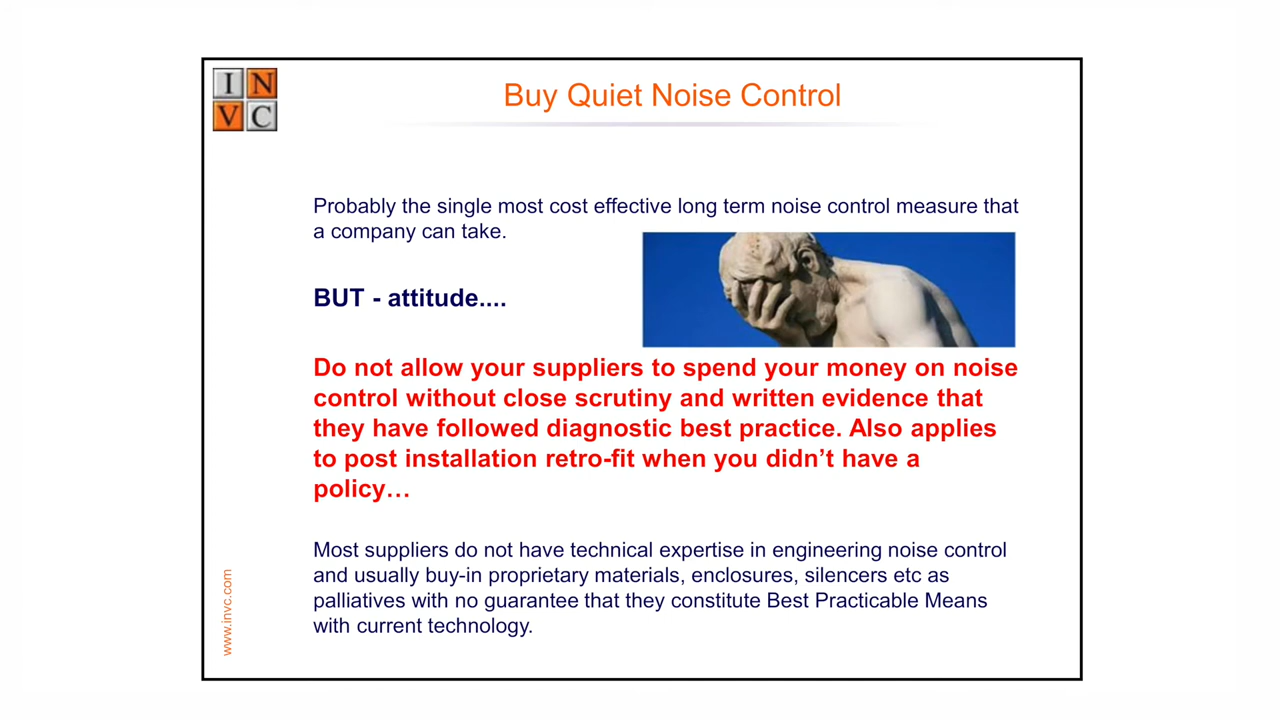 I N
V C
Buy Quiet Noise Control
Probably the single most cost effective long term noise control measure that
a company can take.
BUT - attitude....
Do not allow your suppliers to spend your money on noise
control without close scrutiny and written evidence that
they have followed diagnostic best practice. Also applies
to post installation retro-fit when you didn’t have a
policy…
Most suppliers do not have technical expertise in engineering noise control
and usually buy-in proprietary materials, enclosures, silencers etc as
palliatives with no guarantee that they constitute Best Practicable Means
with current technology.
www.invc.com